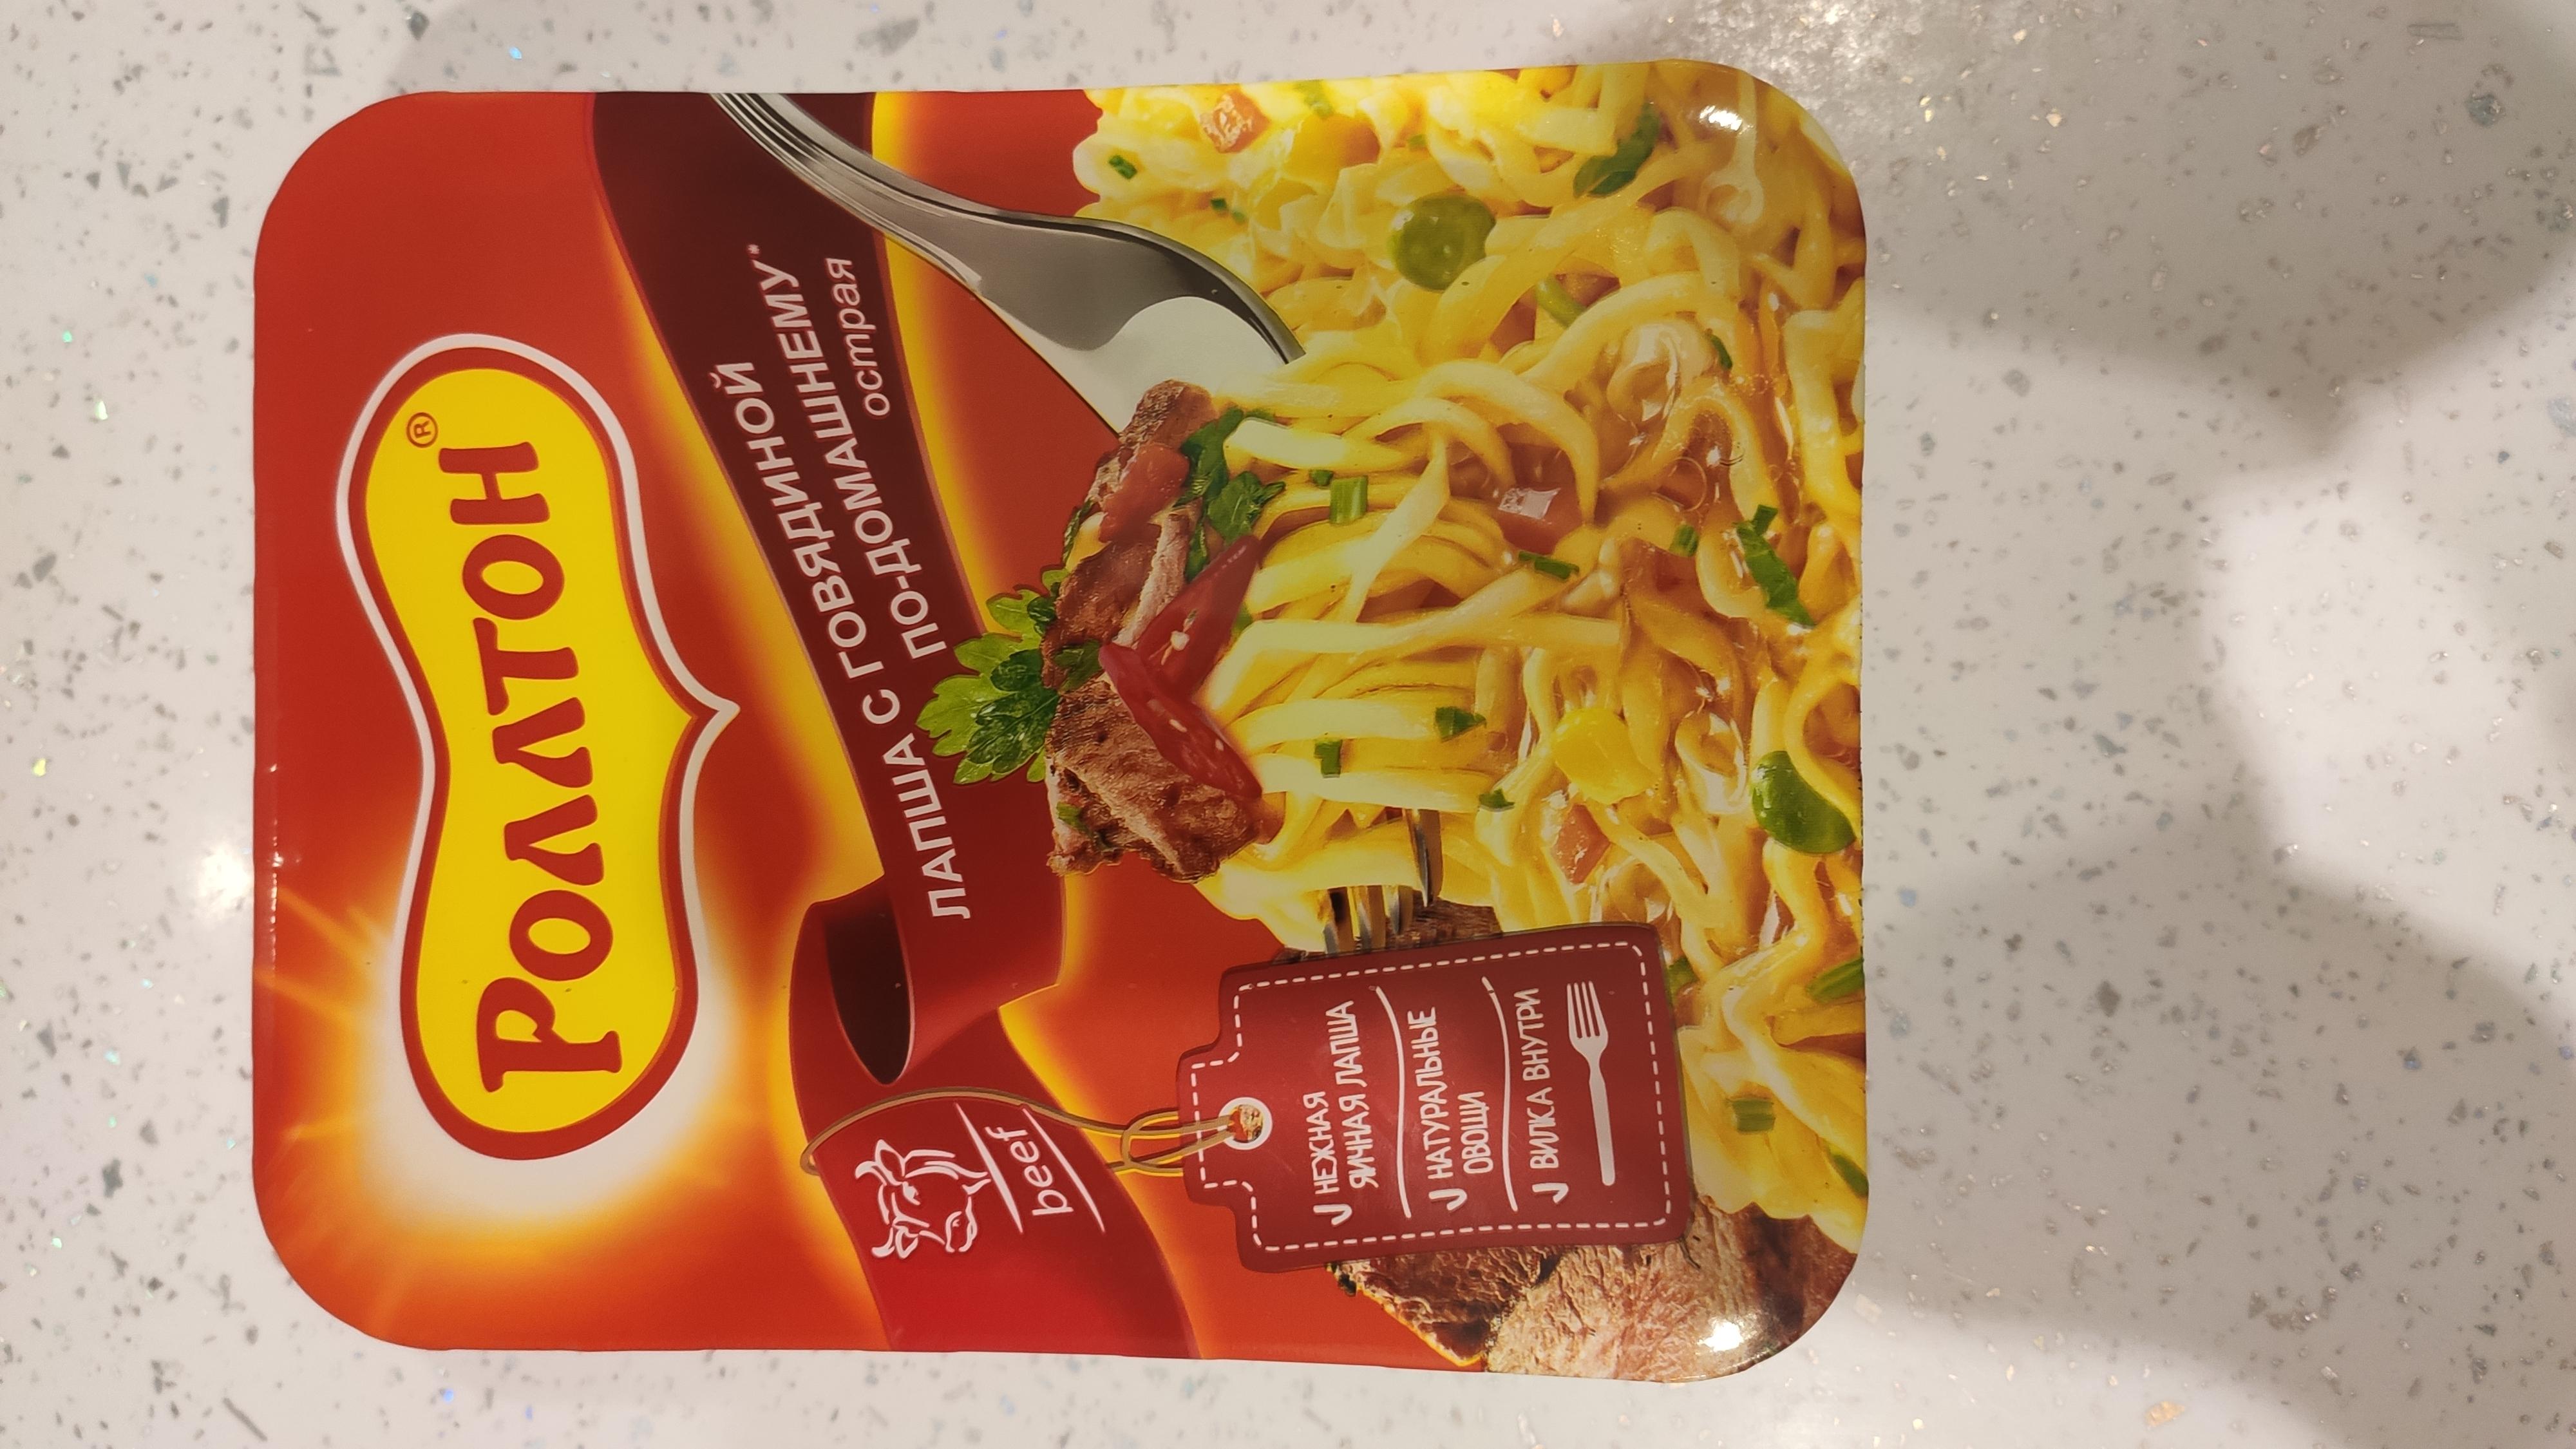 РОЛЛТОН®
ЛАПША С ГОВЯДИНОЙ
ПО-ДОМАШНЕМУ*
острая
beef
НЕЖНАЯ
ЯИЧНАЯ ЛАПША
НАТУРАЛЬНЫЕ
ОВОЩИ
ВИЛКА ВНУТРИ